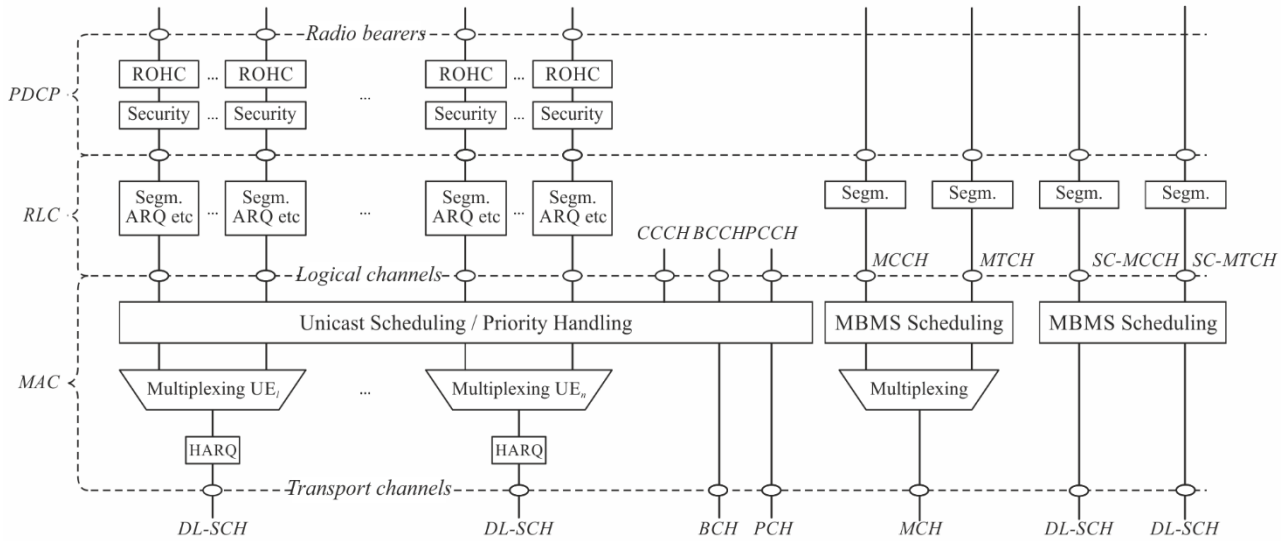 Radio bearers
ROHC ... ROHC ROHC ... ROHC
PDCP ...
Security ... Security Security ... Security
Segm. ARQ etc ... Segm. ARQ etc ... Segm. ARQ etc ... Segm. ARQ etc Segm. Segm. Segm. Segm.
RLC
CCCH BCCH PCCH
Logical channels MCCH MTCH SC-MCCH SC-MTCH
Unicast Scheduling / Priority Handling MBMS Scheduling MBMS Scheduling
MAC
Multiplexing UEi ... Multiplexing UEn Multiplexing
HARQ HARQ
Transport channels
DL-SCH DL-SCH BCH PCH MCH DL-SCH DL-SCH